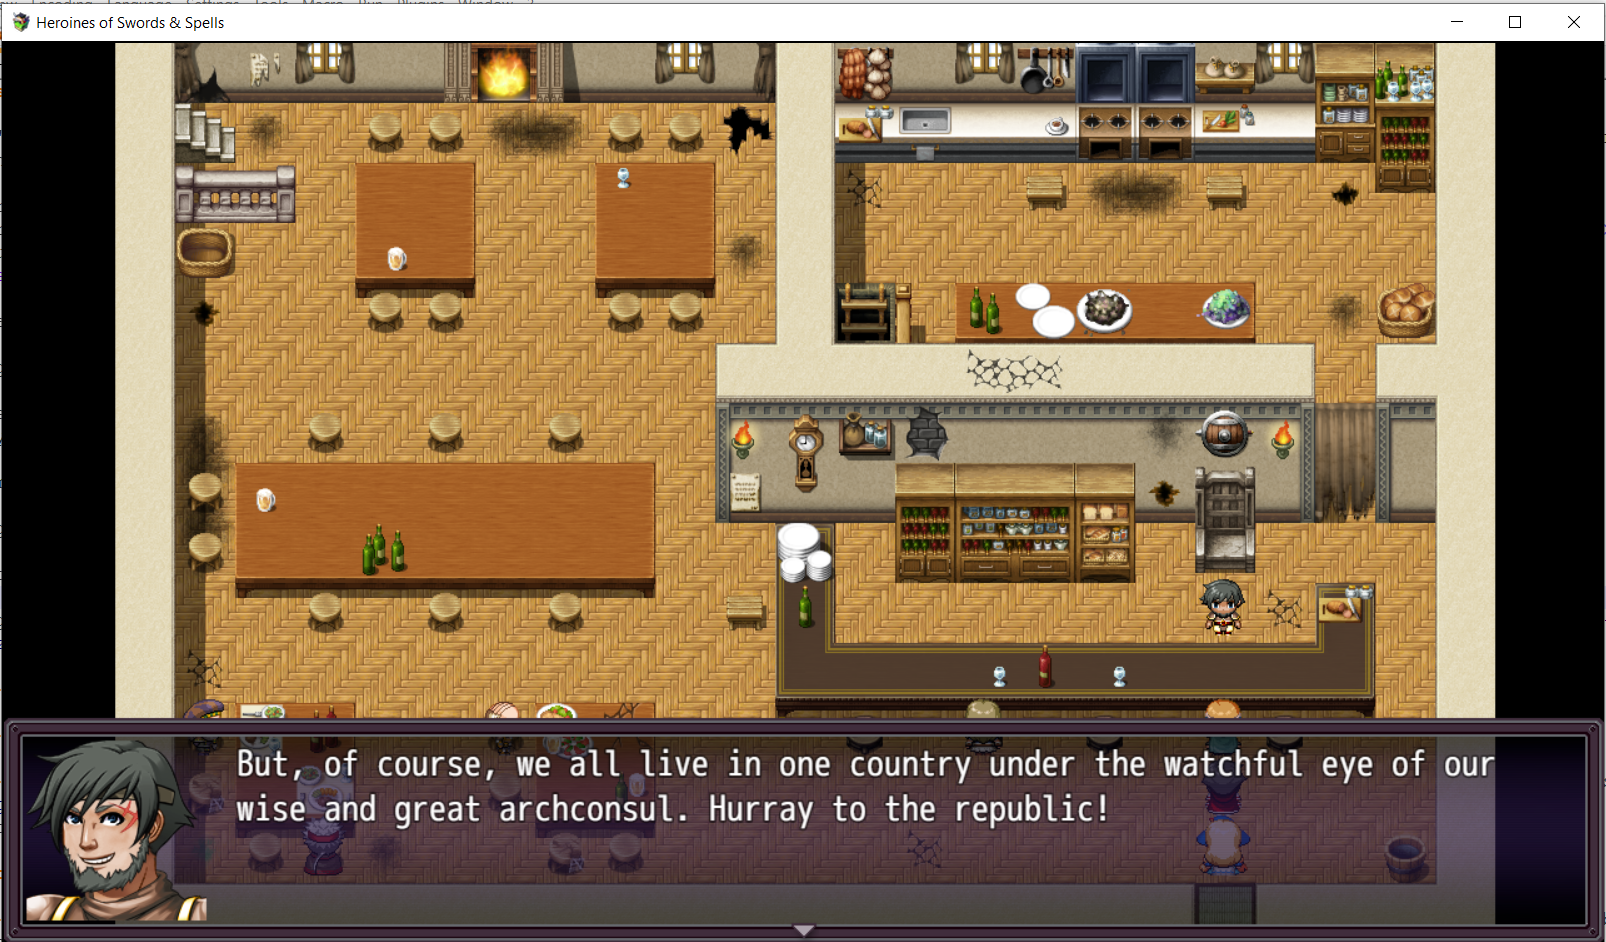 Heroines of Swords & Spells
But, of course, we all live in one country under the watchful eye of our
wise and great archconsul. Hurray to the republic!